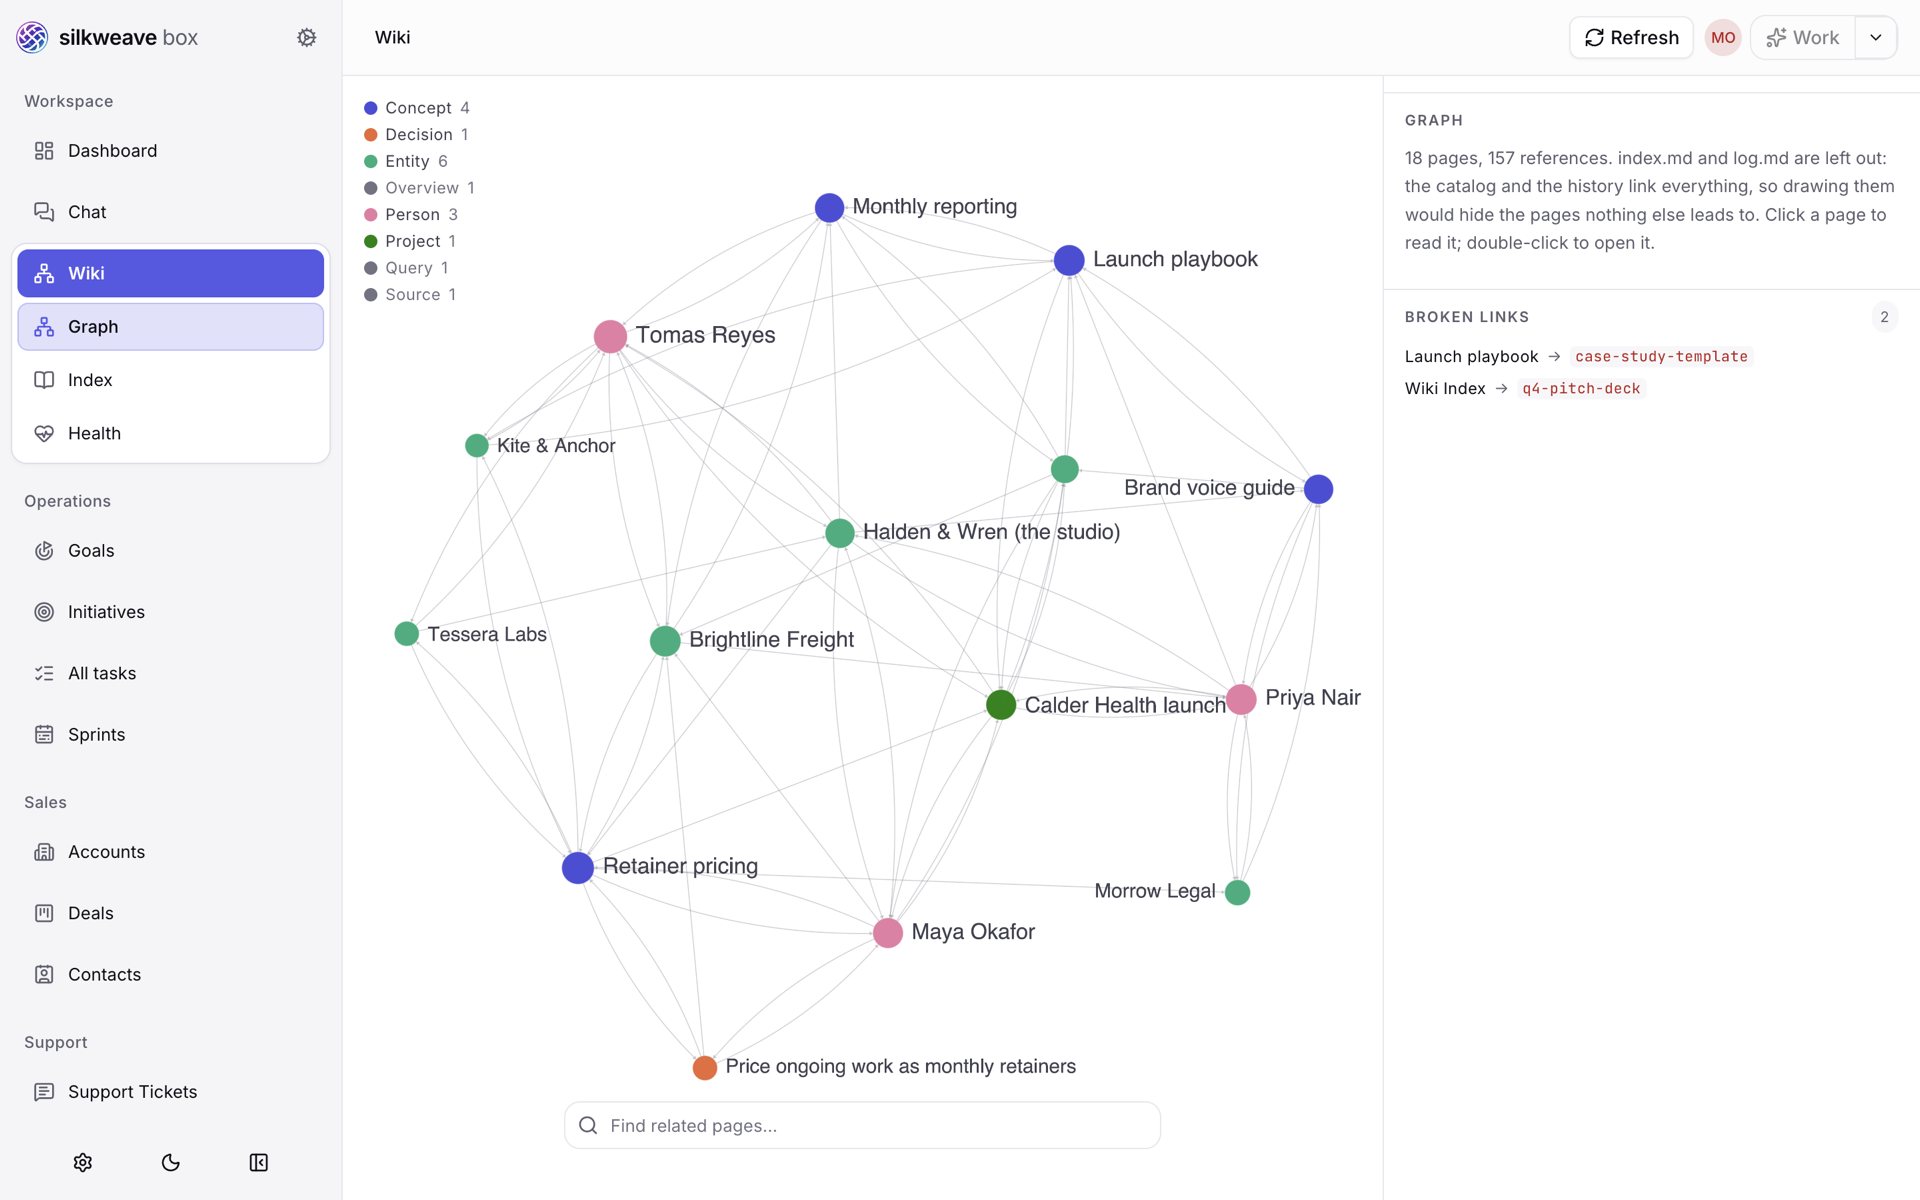 silkweave box
Workspace
Dashboard
Chat
Wiki
Graph
Index
Health
Operations
Goals
Initiatives
All tasks
Sprints
Sales
Accounts
Deals
Contacts
Support
Support Tickets
Wiki
Refresh
MO
Work
Concept 4
Decision 1
Entity 6
Overview 1
Person 3
Project 1
Query 1
Source 1
Monthly reporting
Launch playbook
Tomas Reyes
Kite & Anchor
Brand voice guide
Halden & Wren (the studio)
Tessera Labs
Brightline Freight
Calder Health launch
Priya Nair
Retainer pricing
Morrow Legal
Maya Okafor
Price ongoing work as monthly retainers
Find related pages...
GRAPH
18 pages, 157 references. index.md and log.md are left out:
the catalog and the history link everything, so drawing them
would hide the pages nothing else leads to. Click a page to
read it; double-click to open it.
BROKEN LINKS 2
Launch playbook → case-study-template
Wiki Index → q4-pitch-deck